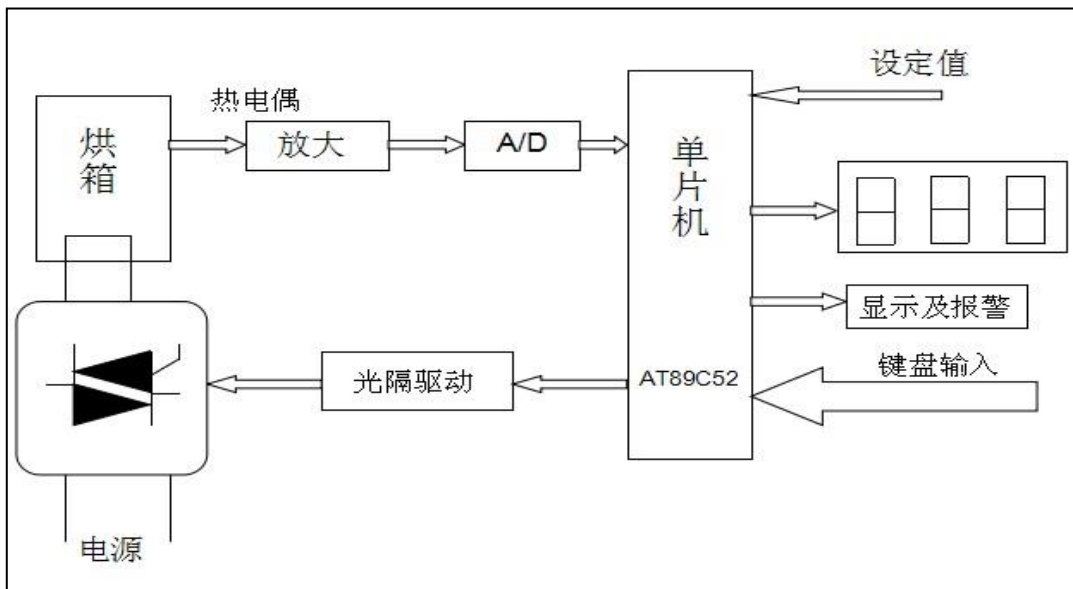 设定值
热电偶
烘箱
放大
A/D
单片机
显示及报警
键盘输入
光隔驱动
AT89C52
电源